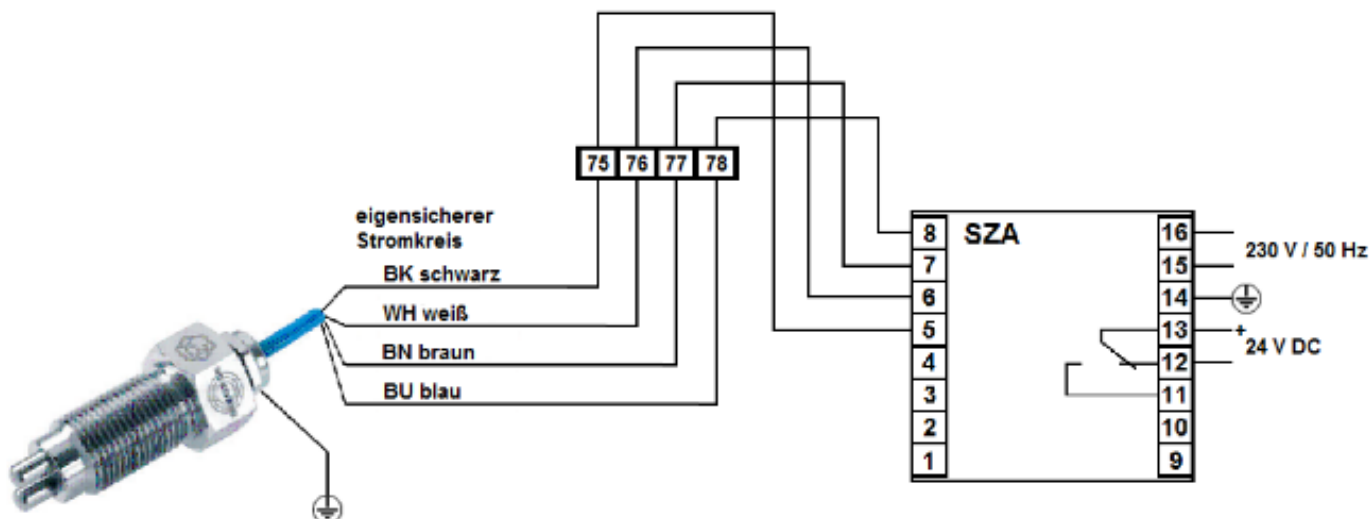 75 76 77 78
eigensicherer
Stromkreis
BK schwarz
WH weiß
BN braun
BU blau
SZA
8
7
6
5
4
3
2
1
16
15
14
13
12
11
10
9
230 V / 50 Hz
+
24 V DC